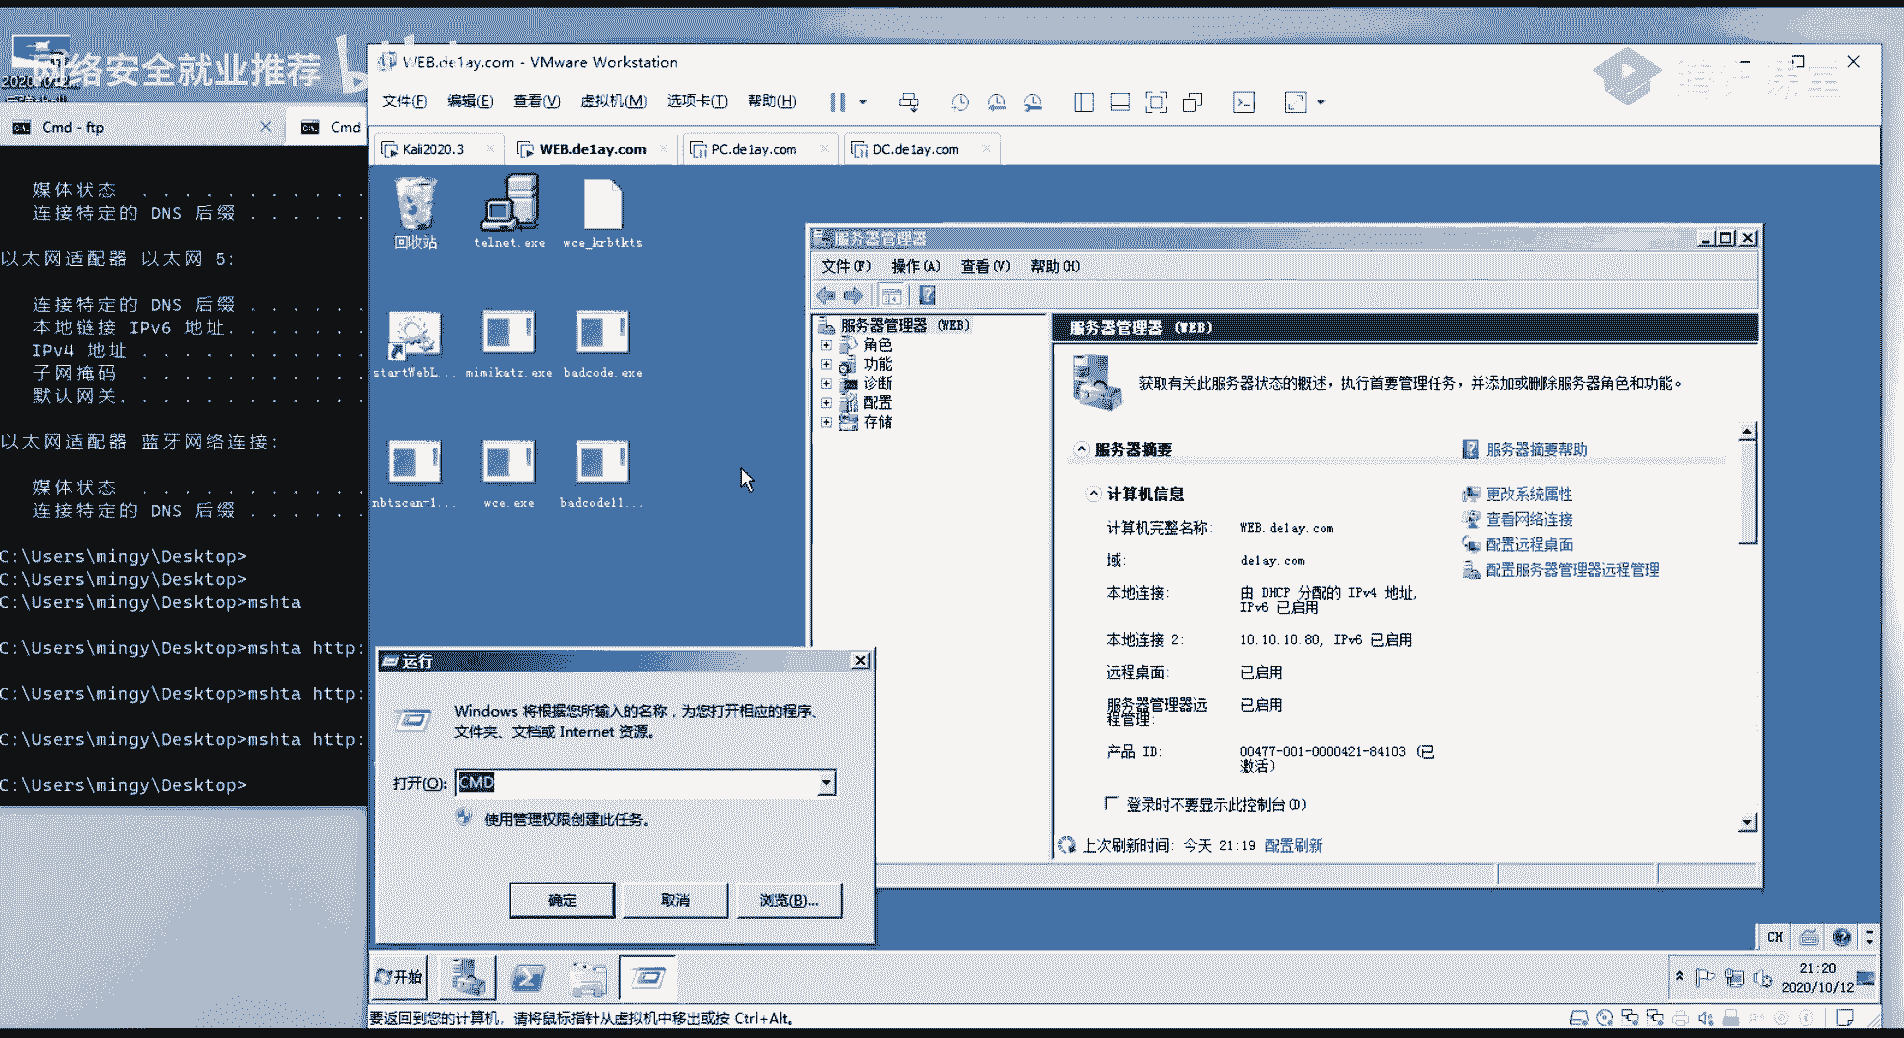 网络安全就业推荐
WEB.de1ay.com - VMware Workstation
文件(F) 编辑(E) 查看(V) 虚拟机(M) 选项卡(T) 帮助(H)
Cmd - ftp
Cmd
Kali2020.3
WEB.de1ay.com
PC.de1ay.com
DC.de1ay.com
媒体状态 . . . . . . . . . . .
连接特定的 DNS 后缀 . . . . . .
以太网适配器 以太网 5:
连接特定的 DNS 后缀 . . . . . .
本地链接 IPv6 地址. . . . . . .
IPv4 地址 . . . . . . . . . . .
子网掩码 . . . . . . . . . . .
默认网关. . . . . . . . . . . .
以太网适配器 蓝牙网络连接:
媒体状态 . . . . . . . . . . .
连接特定的 DNS 后缀 . . . . . .
C:\Users\mingy\Desktop>
C:\Users\mingy\Desktop>
C:\Users\mingy\Desktop>mshta
C:\Users\mingy\Desktop>mshta http:
C:\Users\mingy\Desktop>mshta http:
C:\Users\mingy\Desktop>mshta http:
C:\Users\mingy\Desktop>
回收站
telnet.exe
wce_krbtkts
startWebL...
mimikatz.exe
badcode.exe
nbtscan-1...
wce.exe
badcode11...
服务器管理器
文件(F) 操作(A) 查看(V) 帮助(H)
服务器管理器 (WEB)
角色
功能
诊断
配置
存储
服务器管理器 (WEB)
获取有关此服务器状态的概述，执行首要管理任务，并添加或删除服务器角色和功能。
服务器摘要
服务器摘要帮助
计算机信息
更改系统属性
查看网络连接
配置远程桌面
配置服务器管理器远程管理
计算机完整名称: WEB.de1ay.com
域: de1ay.com
本地连接: 由 DHCP 分配的 IPv4 地址,
IPv6 已启用
本地连接 2: 10.10.10.80, IPv6 已启用
远程桌面: 已启用
服务器管理器远程管理: 已启用
产品 ID: 00477-001-0000421-84103 (已
激活)
登录时不要显示此控制台(D)
上次刷新时间: 今天 21:19 配置刷新
运行
Windows 将根据您所输入的名称，为您打开相应的程序、
文件夹、文档或 Internet 资源。
打开(O): CMD
使用管理权限创建此任务。
确定 取消 浏览(B)...
CH
开始
21:20
2020/10/12
要返回到您的计算机，请将鼠标指针从虚拟机中移出或按 Ctrl+Alt。